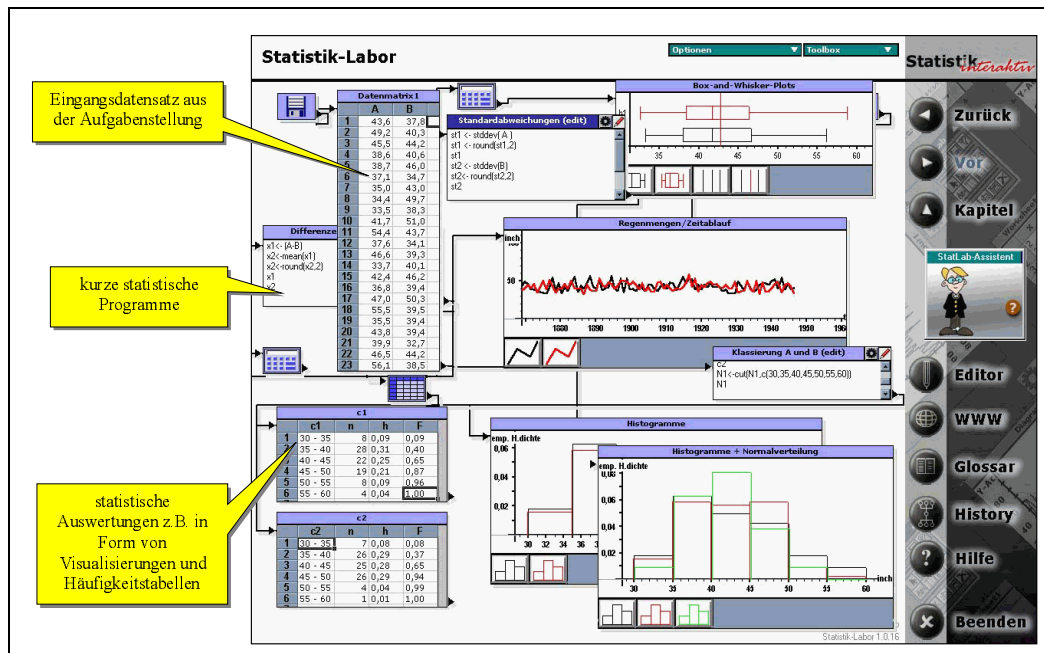 Statistik-Labor
Optionen
Toolbox
Statistik
interaktiv
Eingangsdatensatz aus
der Aufgabenstellung
kurze statistische
Programme
statistische
Auswertungen z.B. in
Form von
Visualisierungen und
Häufigkeitstabellen
Datenmatrix1
A B
1 43,6 37,8
2 49,2 40,3
3 45,5 44,2
4 38,6 40,6
5 38,7 46,0
6 37,1 34,7
7 35,0 43,0
8 34,4 49,7
9 33,5 38,3
10 41,7 51,0
11 54,4 43,7
12 37,6 34,1
13 46,6 39,3
14 33,7 40,1
15 42,4 46,2
16 36,8 39,4
17 47,0 50,3
18 55,5 39,5
19 35,5 39,4
20 43,8 39,4
21 39,9 32,7
22 46,5 44,2
23 56,1 38,5
Standardabweichungen (edit)
st1 <- stddev( A )
st1 <- round(st1,2)
st1
st2 <- stddev(B)
st2<- round(st2,2)
st2
Differenze
x1<- (A-B)
x2<-mean(x1)
x2<-round(x2,2)
x1
x2
Box-and-Whisker-Plots
35 40 45 50 55 60
Regenmengen/Zeitablauf
inch
50
1880 1890 1900 1910 1920 1930 1940 1950 196
Klassierung A und B (edit)
c2
N1<-cut(N1,c(30,35,40,45,50,55,60))
N1
c1
c1 n h F
1 30 - 35 8 0,09 0,09
35 - 40 28 0,31 0,40
40 - 45 22 0,25 0,65
4 45 - 50 19 0,21 0,87
5 50 - 55 8 0,09 0,96
6 55 - 60 4 0,04 1,00
c2
c2 n h F
1 30 - 35 7 0,08 0,08
2 35 - 40 26 0,29 0,37
3 40 - 45 25 0,28 0,65
4 45 - 50 26 0,29 0,94
5 50 - 55 4 0,04 0,99
6 55 - 60 1 0,01 1,00
Histogramme
emp. H.dichte
0,06
0,04
0,02
30 32 34 36
Histogramme + Normalverteilung
emp. H.dichte
0,08
0,06
0,04
0,02
30 35 40 45 50 55 60
inch
Statistik-Labor 1.0.16
Zurück
Vor
Kapitel
StatLab-Assistent
?
Editor
WWW
Glossar
History
Hilfe
Beenden